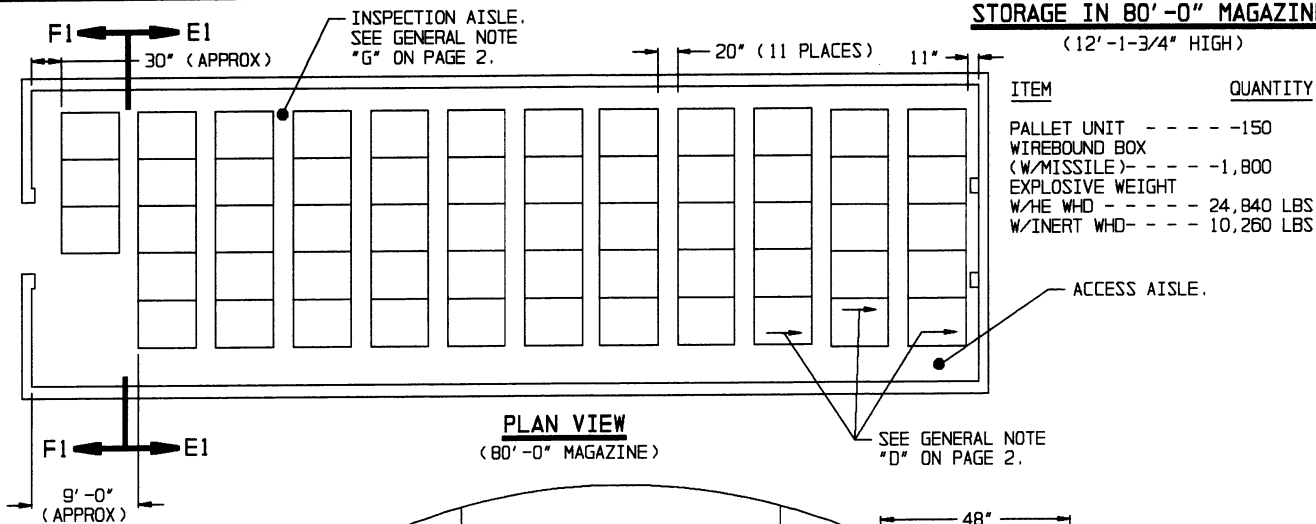 STORAGE IN 80'-0" MAGAZIN
(12'-1-3/4" HIGH)
F1 E1
30" (APPROX)
INSPECTION AISLE.
SEE GENERAL NOTE
"G" ON PAGE 2.
20" (11 PLACES)
11"
ITEM QUANTITY
PALLET UNIT - - - - -150
WIREBOUND BOX
(W/MISSILE)- - - - -1,800
EXPLOSIVE WEIGHT
W/HE WHD - - - - - 24,840 LBS
W/INERT WHD- - - - 10,260 LBS
ACCESS AISLE.
F1 E1
PLAN VIEW
(80'-0" MAGAZINE)
SEE GENERAL NOTE
"D" ON PAGE 2.
9'-0"
(APPROX)
48"